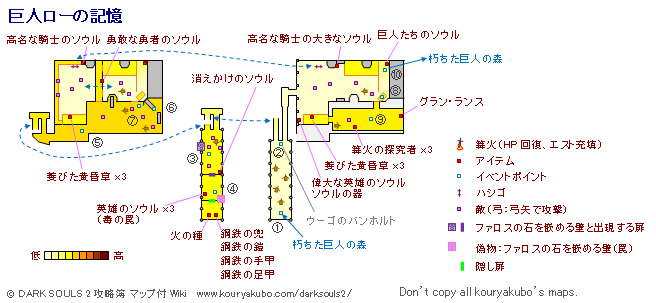 巨人ローの記憶
高名な騎士のソウル
勇敢な勇者のソウル
高名な騎士の大きなソウル
巨人たちのソウル
朽ちた巨人の森
消えかけのソウル
グラン・ランス
⑩
⑧
⑨
⑥
⑦
⑤
②
③
④
①
篝火の探究者 ×3
萎びた黄昏草 ×3
萎びた黄昏草 ×3
偉大な英雄のソウル
ソウルの器
英雄のソウル ×3
(毒の罠)
ウーゴのバンホルト
朽ちた巨人の森
火の種
鋼鉄の兜
鋼鉄の鎧
鋼鉄の手甲
鋼鉄の足甲
篝火(HP回復、エスト充填)
アイテム
イベントポイント
ハシゴ
敵(弓:弓矢で攻撃)
ファロスの石を嵌める壁と出現する扉
偽物:ファロスの石を嵌める壁(罠)
隠し扉
低
高
© DARK SOULS 2 攻略簿 マップ付 Wiki www.kouryakubo.com/darksouls2/
Don't copy all kouryakubo's maps.